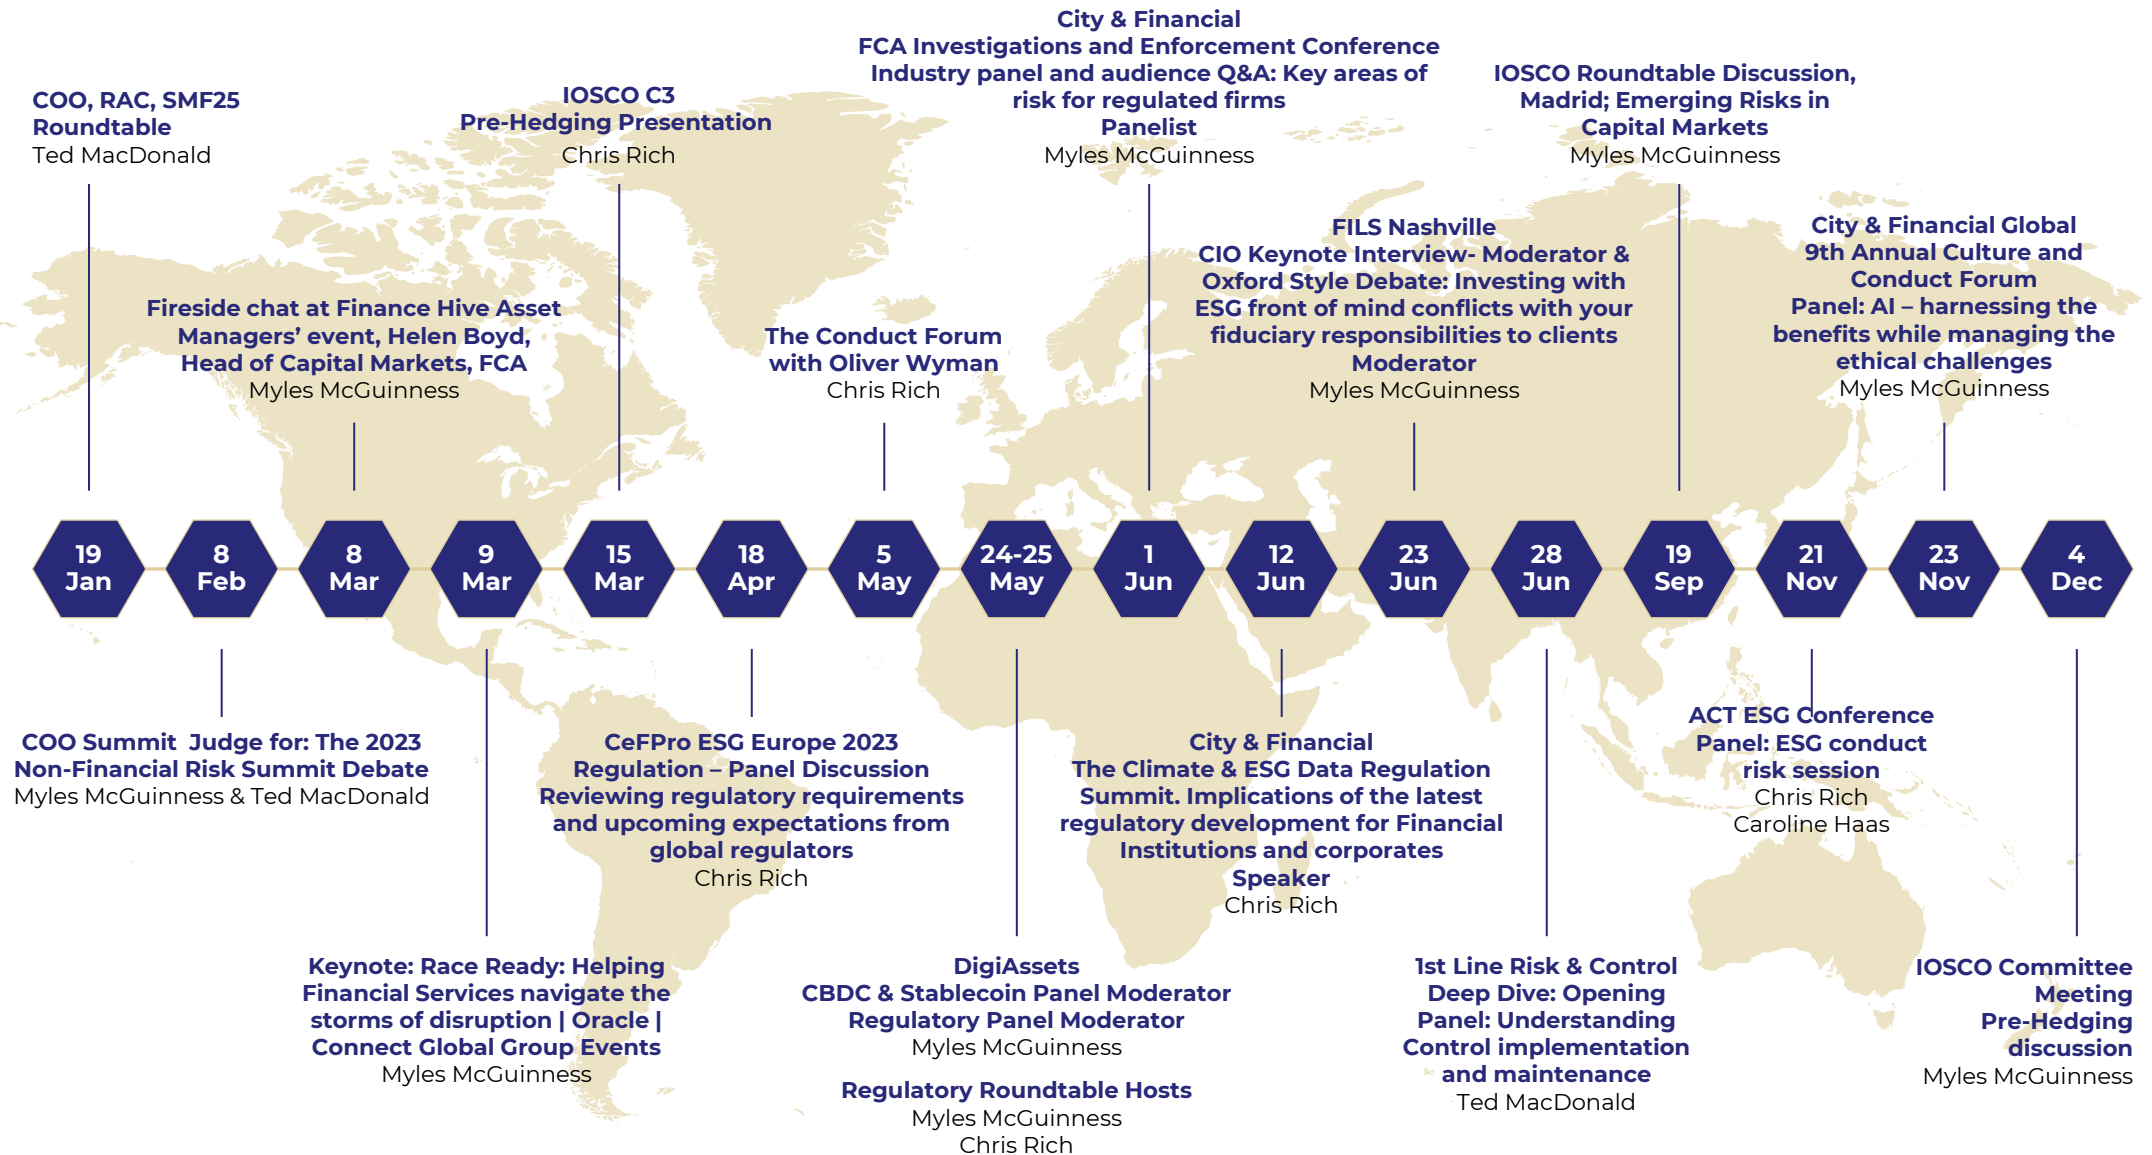 City & Financial
FCA Investigations and Enforcement Conference
Industry panel and audience Q&A: Key areas of
risk for regulated firms
Panelist
Myles McGuinness
COO, RAC, SMF25
Roundtable
Ted MacDonald
IOSCO C3
Pre-Hedging Presentation
Chris Rich
IOSCO Roundtable Discussion,
Madrid; Emerging Risks in
Capital Markets
Myles McGuinness
Fireside chat at Finance Hive Asset
Managers’ event, Helen Boyd,
Head of Capital Markets, FCA
Myles McGuinness
The Conduct Forum
with Oliver Wyman
Chris Rich
FILS Nashville
CIO Keynote Interview- Moderator &
Oxford Style Debate: Investing with
ESG front of mind conflicts with your
fiduciary responsibilities to clients
Moderator
Myles McGuinness
City & Financial Global
9th Annual Culture and
Conduct Forum
Panel: AI – harnessing the
benefits while managing the
ethical challenges
Myles McGuinness
19
Jan
8
Feb
8
Mar
9
Mar
15
Mar
18
Apr
5
May
24-25
May
1
Jun
12
Jun
23
Jun
28
Jun
19
Sep
21
Nov
23
Nov
4
Dec
COO Summit  Judge for: The 2023
Non-Financial Risk Summit Debate
Myles McGuinness & Ted MacDonald
CeFPro ESG Europe 2023
Regulation – Panel Discussion
Reviewing regulatory requirements
and upcoming expectations from
global regulators
Chris Rich
City & Financial
The Climate & ESG Data Regulation
Summit. Implications of the latest
regulatory development for Financial
Institutions and corporates
Speaker
Chris Rich
ACT ESG Conference
Panel: ESG conduct
risk session
Chris Rich
Caroline Haas
Keynote: Race Ready: Helping
Financial Services navigate the
storms of disruption | Oracle |
Connect Global Group Events
Myles McGuinness
DigiAssets
CBDC & Stablecoin Panel Moderator
Regulatory Panel Moderator
Myles McGuinness
Regulatory Roundtable Hosts
Myles McGuinness
Chris Rich
1st Line Risk & Control
Deep Dive: Opening
Panel: Understanding
Control implementation
and maintenance
Ted MacDonald
IOSCO Committee
Meeting
Pre-Hedging
discussion
Myles McGuinness